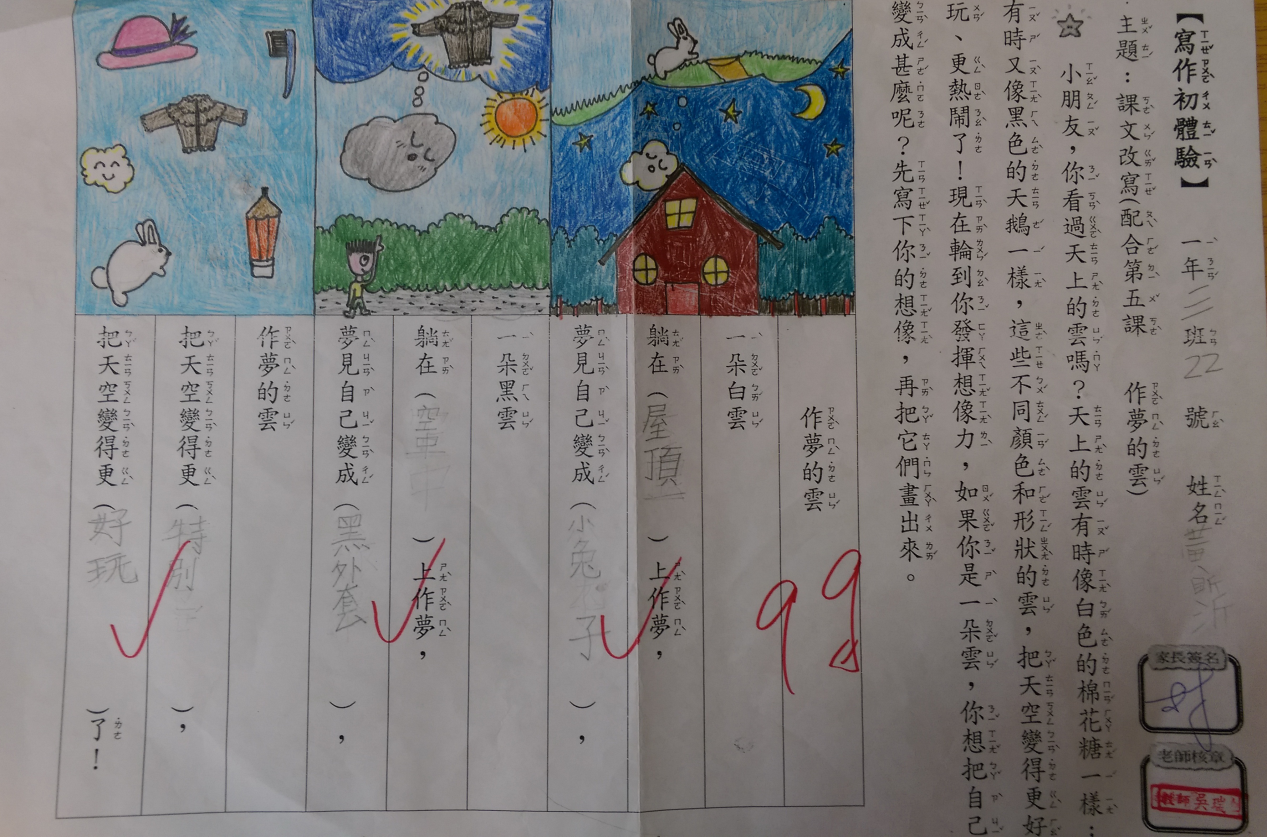 【寫作初體驗】 一年三班22號 姓名黃
主題：課文改寫(配合第五課 作夢的雲)
小朋友，你看過天上的雲嗎？天上的雲有時像白色的棉花糖一樣；
有時又像黑色的天鵝一樣，這些不同顏色和形狀的雲，把天空變得更好
玩、更熱鬧了！現在輪到你發揮想像力，如果你是一朵雲，你想把自己
變成甚麼呢？先寫下你的想像，再把它們畫出來。
家長簽名
老師核章
教師吳
98
作夢的雲
一朵白雲
躺在（屋頂）上作夢，
夢見自己變成（小兔子），
一朵黑雲
躺在（空中）上作夢，
夢見自己變成（黑外套），
作夢的雲
把天空變得更（特別），
把天空變得更（好玩）了！